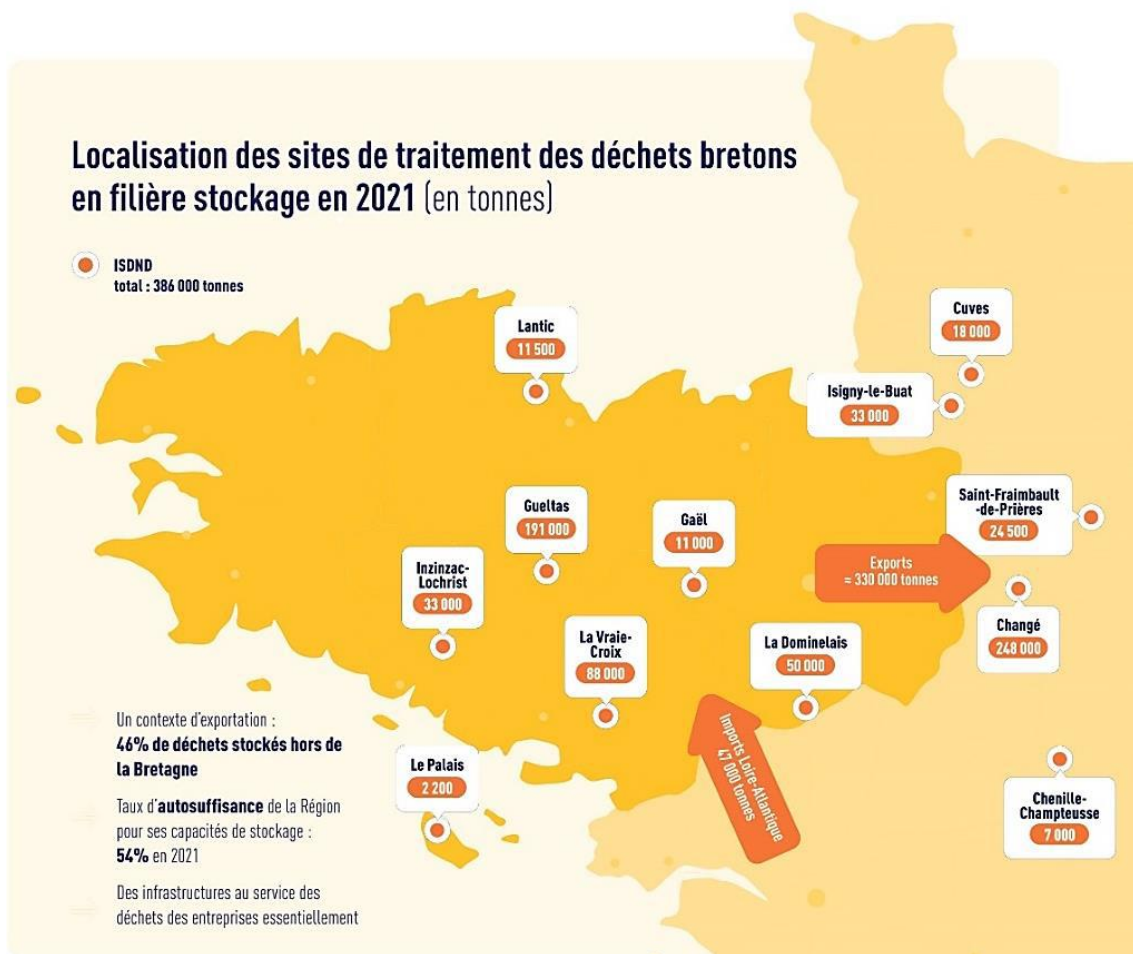 Localisation des sites de traitement des déchets bretons
en filière stockage en 2021 (en tonnes)
ISDND
total : 386 000 tonnes
Lantic
11 500
Cuves
18 000
Isigny-le-Buat
33 000
Gueltas
191 000
Gaël
11 000
Saint-Fraimbault
-de-Prières
24 500
Inzinzac-
Lochrist
33 000
Exports
≈ 330 000 tonnes
La Vraie-
Croix
88 000
La Dominelais
50 000
Changé
248 000
Imports Loire-Atlantique
47 000 tonnes
Le Palais
2 200
Chenille-
Champteusse
7 000
Un contexte d'exportation :
46% de déchets stockés hors de
la Bretagne
Taux d'autosuffisance de la Région
pour ses capacités de stockage :
54% en 2021
Des infrastructures au service des
déchets des entreprises essentiellement